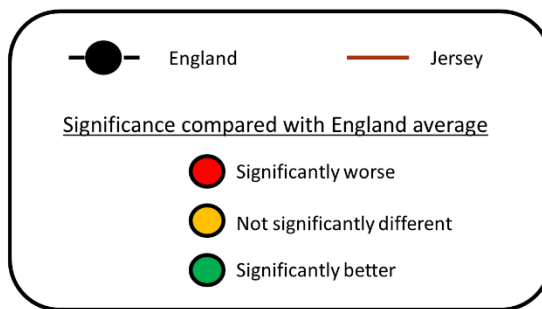 England Jersey
Significance compared with England average
Significantly worse
Not significantly different
Significantly better